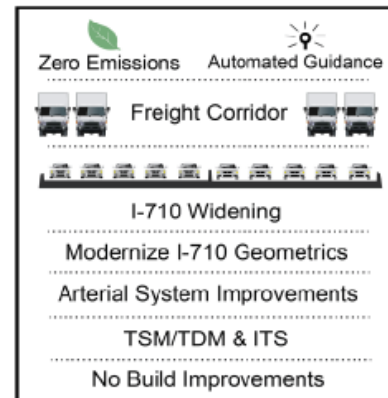 Zero Emissions Automated Guidance
Freight Corridor
I-710 Widening
Modernize I-710 Geometrics
Arterial System Improvements
TSM/TDM & ITS
No Build Improvements